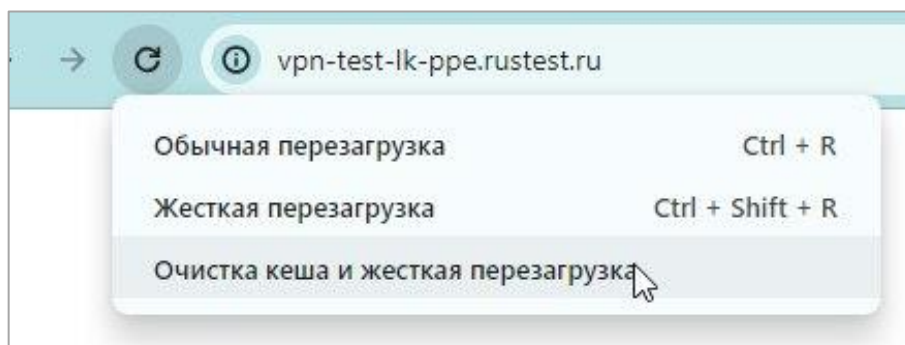 vpn-test-lk-ppe.rustest.ru
Обычная перезагрузка Ctrl + R
Жесткая перезагрузка Ctrl + Shift + R
Очистка кеша и жесткая перезагрузка